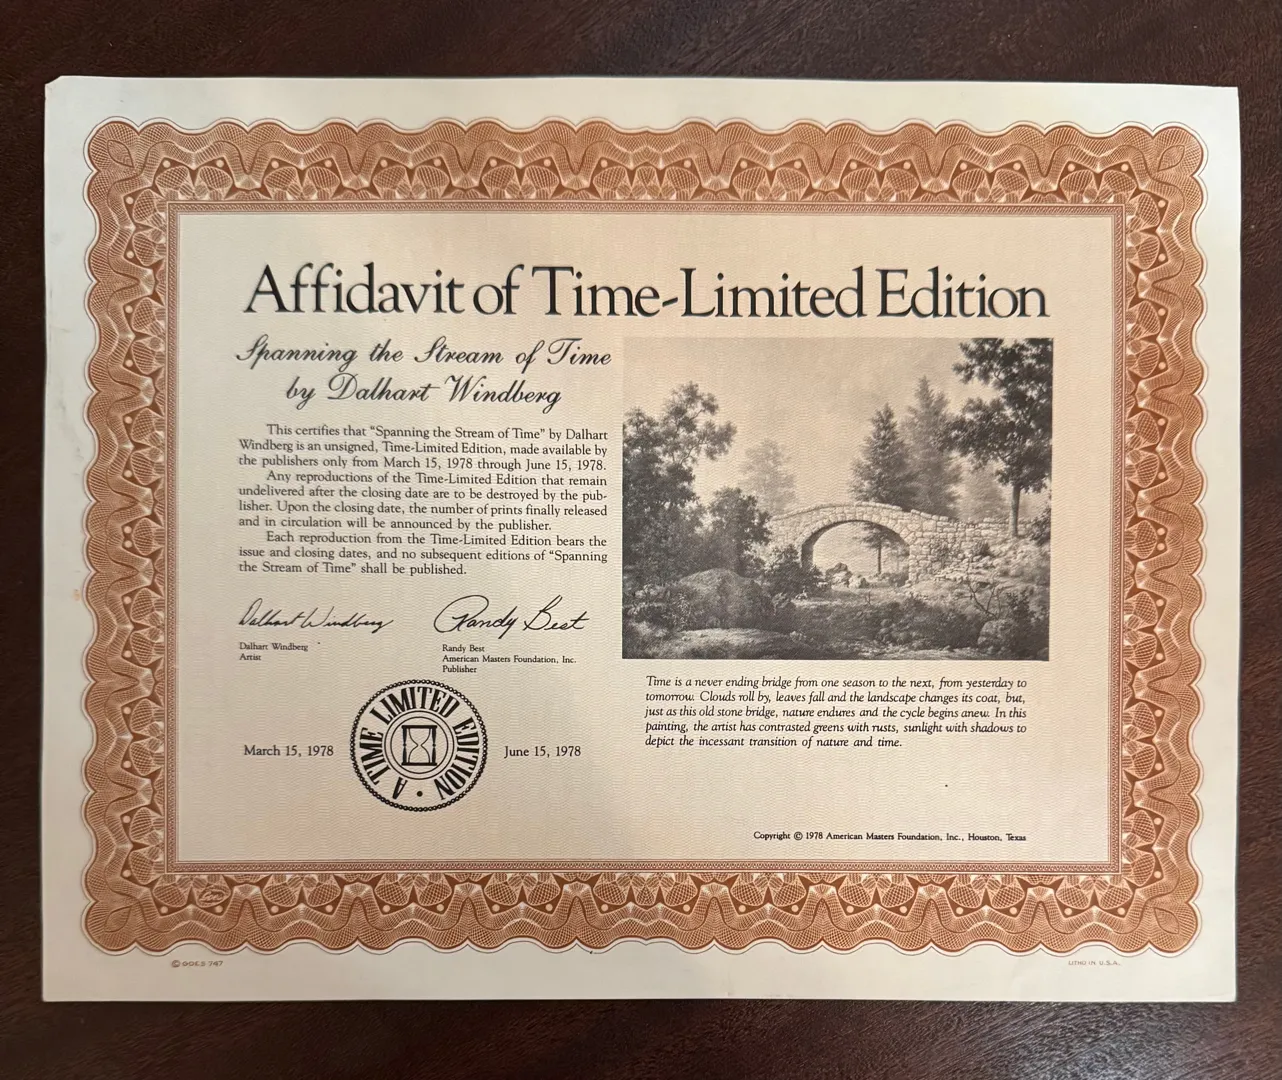 Affidavit of Time-Limited Edition
Spanning the Stream of Time
by Dalhart Windberg
This certifies that “Spanning the Stream of Time” by Dalhart
Windberg is an unsigned, Time-Limited Edition, made available by
the publishers only from March 15, 1978 through June 15, 1978.
Any reproductions of the Time-Limited Edition that remain
undelivered after the closing date are to be destroyed by the pub-
lisher. Upon the closing date, the number of prints finally released
and in circulation will be announced by the publisher.
Each reproduction from the Time-Limited Edition bears the
issue and closing dates, and no subsequent editions of “Spanning
the Stream of Time” shall be published.
Dalhart Windberg
Dalhart Windberg
Artist
Randy Best
Randy Best
American Masters Foundation, Inc.
Publisher
March 15, 1978
A TIME LIMITED EDITION
June 15, 1978
Time is a never ending bridge from one season to the next, from yesterday to
tomorrow. Clouds roll by, leaves fall and the landscape changes its coat, but,
just as this old stone bridge, nature endures and the cycle begins anew. In this
painting, the artist has contrasted greens with rusts, sunlight with shadows to
depict the incessant transition of nature and time.
Copyright © 1978 American Masters Foundation, Inc., Houston, Texas
© GOES 747
LITHO IN U.S.A.